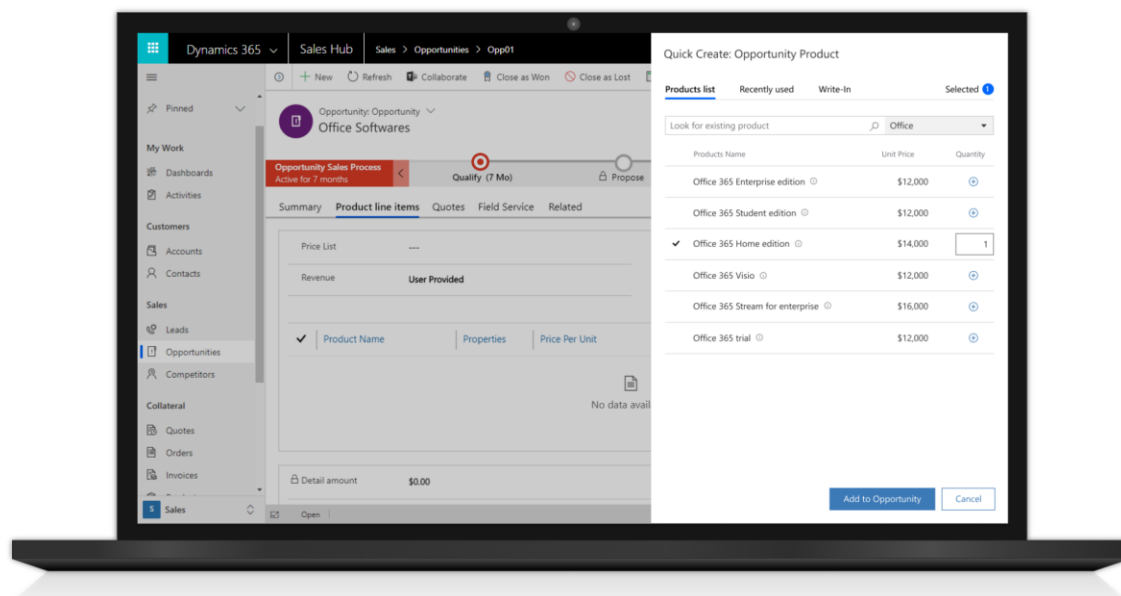 Dynamics 365
Sales Hub
Sales > Opportunities > Opp01
New
Refresh
Collaborate
Close as Won
Close as Lost
Pinned
My Work
Dashboards
Activities
Customers
Accounts
Contacts
Sales
Leads
Opportunities
Competitors
Collateral
Quotes
Orders
Invoices
S Sales
Opportunity: Opportunity
Office Softwares
Opportunity Sales Process
Active for 7 months
Qualify (7 Mo)
Propose
Summary Product line items Quotes Field Service Related
Price List ---
Revenue User Provided
Product Name Properties Price Per Unit
No data avail
Detail amount $0.00
Open
Quick Create: Opportunity Product
Products list Recently used Write-In Selected 1
Look for existing product Office
Products Name Unit Price Quantity
Office 365 Enterprise edition $12,000
Office 365 Student edition $12,000
Office 365 Home edition $14,000 1
Office 365 Visio $12,000
Office 365 Stream for enterprise $16,000
Office 365 trial $12,000
Add to Opportunity Cancel